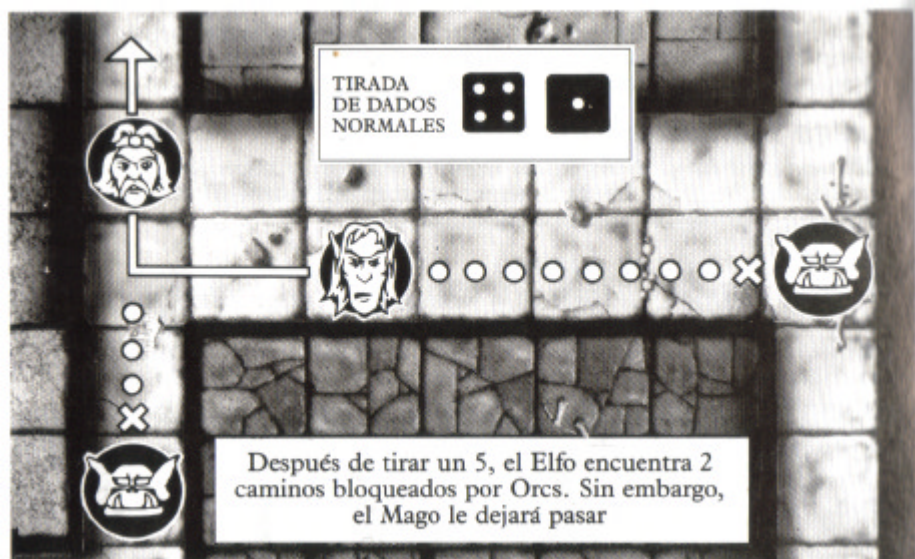 TIRADA
DE DADOS
NORMALES
Después de tirar un 5, el Elfo encuentra 2
caminos bloqueados por Orcs. Sin embargo,
el Mago le dejará pasar